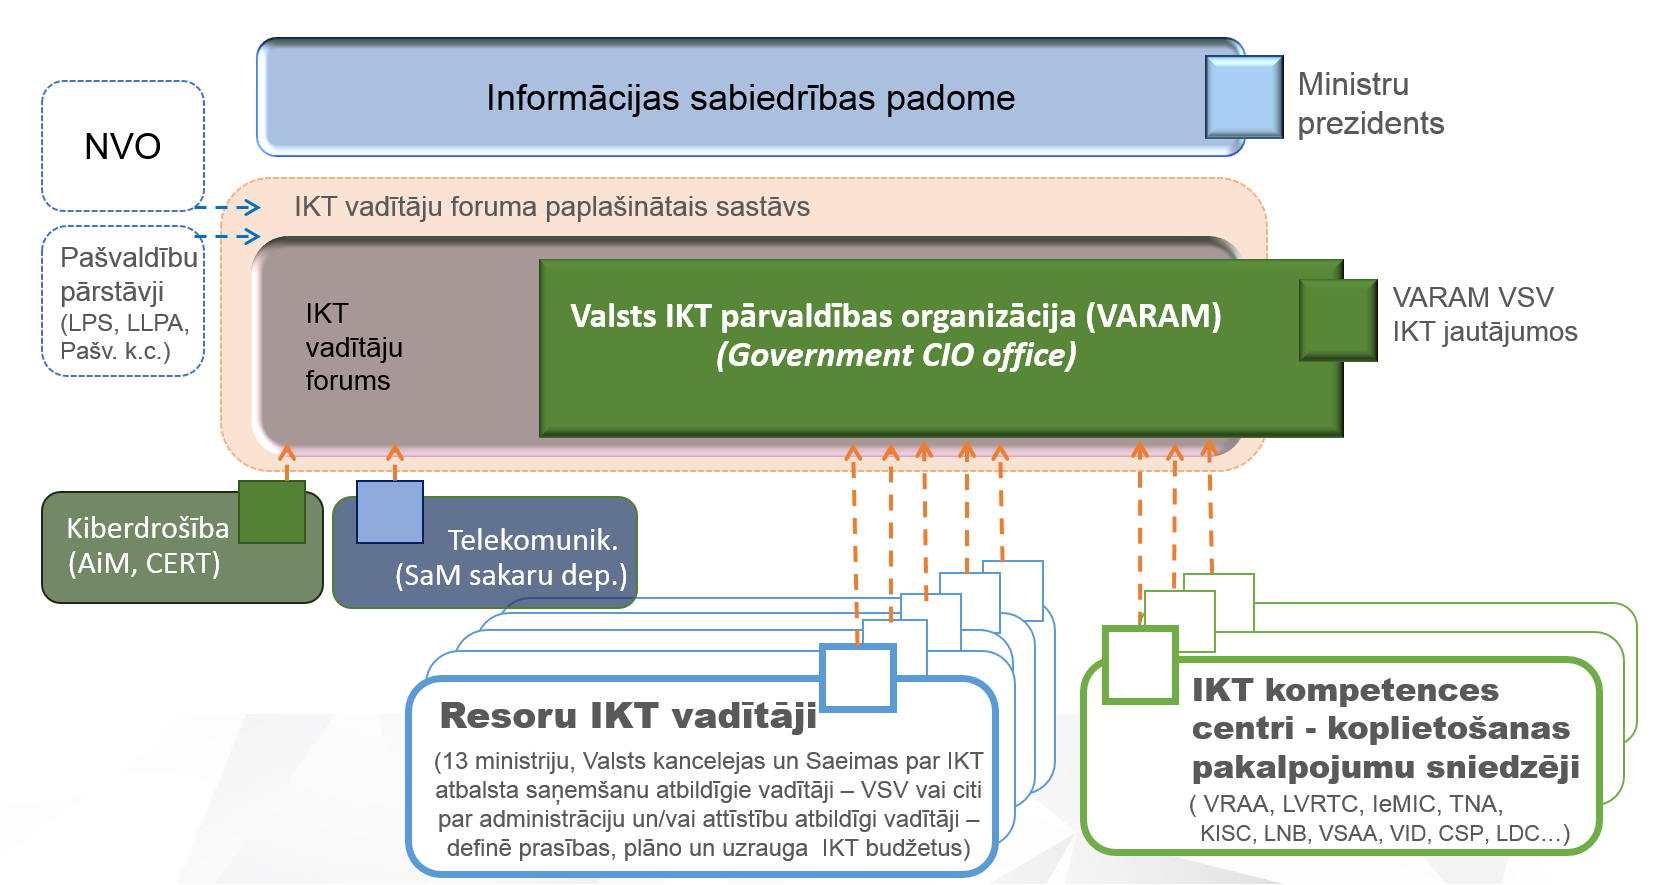 Informācijas sabiedrības padome
Ministru
prezidents
NVO
IKT vadītāju foruma paplašinātais sastāvs
Pašvaldību
pārstāvji
(LPS, LLPA,
Pašv. k.c.)
IKT
vadītāju
forums
Valsts IKT pārvaldības organizācija (VARAM)
(Government CIO office)
VARAM VSV
IKT jautājumos
Kiberdrošība
(AiM, CERT)
Telekomunik.
(SaM sakaru dep.)
Resoru IKT vadītāji
(13 ministriju, Valsts kancelejas un Saeimas par IKT
atbalsta saņemšanu atbildīgie vadītāji – VSV vai citi
par administrāciju un/vai attīstību atbildīgi vadītāji –
definē prasības, plāno un uzrauga IKT budžetus)
IKT kompetences
centri - koplietošanas
pakalpojumu sniedzēji
( VRAA, LVRTC, IeMIC, TNA,
KISC, LNB, VSAA, VID, CSP, LDC…)